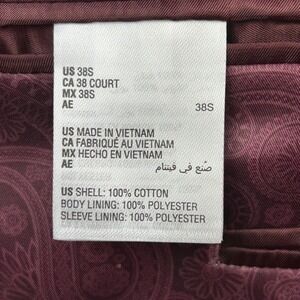 US 38S
CA 38 COURT
MX 38S
AE 38S
US MADE IN VIETNAM
CA FABRIQUÉ AU VIETNAM
MX HECHO EN VIETNAM
AE صُنع في فيتنام
US SHELL: 100% COTTON
BODY LINING: 100% POLYESTER
SLEEVE LINING: 100% POLYESTER